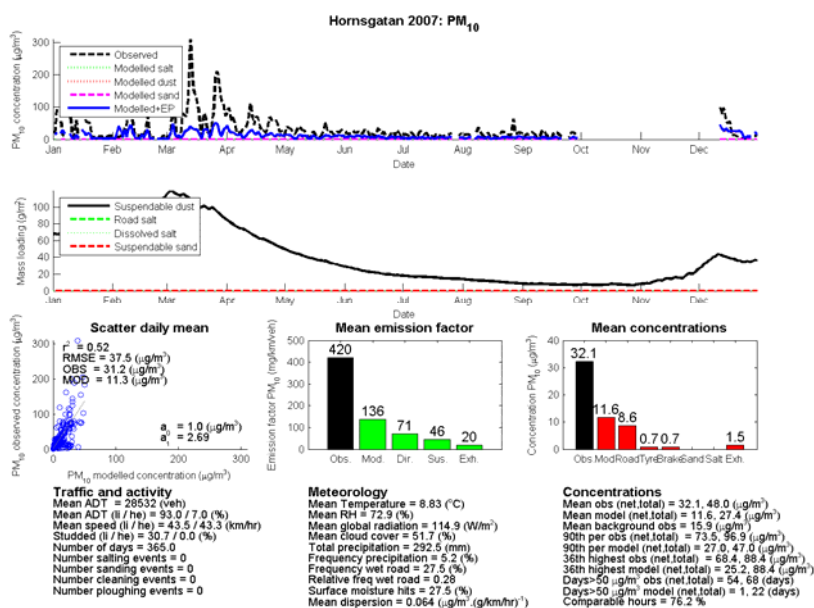 Hornsgatan 2007: PM10
PM10 concentration (µg/m³)
300
200
100
0
Observed
Modelled salt
Modelled dust
Modelled sand
Modelled+EP
Jan Feb Mar Apr May Jun Jul Aug Sep Oct Nov Dec
Date
Mass loading (g/m²)
100
80
60
40
20
0
Suspendable dust
Road salt
Dissolved salt
Suspendable sand
Jan Feb Mar Apr May Jun Jul Aug Sep Oct Nov Dec
Date
Scatter daily mean
PM10 observed concentration (µg/m³)
300
200
100
0
r² = 0.52
RMSE = 37.5 (µg/m³)
OBS = 31.2 (µg/m³)
MOD = 11.3 (µg/m³)
a0 = 1.0 (µg/m³)
a = 2.69
0 100 200 300
PM10 modelled concentration (µg/m³)
Mean emission factor
Emission factor PM10 (mg/km/veh)
500
400
300
200
100
0
420
136
71
46
20
Obs. Mod. Dir. Sus. Exh.
Mean concentrations
Concentration PM10 (µg/m³)
40
30
20
10
0
32.1
11.6
8.6
0.7
0.7
1.5
Obs. Mod. Road Tyre Brake Sand Salt Exh.
Traffic and activity
Mean ADT = 28532 (veh)
Mean ADT (li / he) = 93.0 / 7.0 (%)
Mean speed (li / he) = 43.5 / 43.3 (km/hr)
Studded (li / he) = 30.7 / 0.0 (%)
Number of days = 365.0
Number salting events = 0
Number sanding events = 0
Number cleaning events = 0
Number ploughing events = 0
Meteorology
Mean Temperature = 8.83 (°C)
Mean RH = 72.9 (%)
Mean global radiation = 114.9 (W/m²)
Mean cloud cover = 51.7 (%)
Total precipitation = 292.5 (mm)
Frequency precipitation = 5.2 (%)
Frequency wet road = 27.5 (%)
Relative freq wet road = 0.28
Surface moisture hits = 27.5 (%)
Mean dispersion = 0.064 (µg/m³.(g/km/hr)⁻¹)
Concentrations
Mean obs (net,total) = 32.1, 48.0 (µg/m³)
Mean model (net,total) = 11.6, 27.4 (µg/m³)
Mean background obs = 15.9 (µg/m³)
90th per obs (net,total) = 73.5, 96.9 (µg/m³)
90th per model (net,total) = 27.0, 47.0 (µg/m³)
36th highest obs (net,total) = 68.4, 88.4 (µg/m³)
36th highest model (net,total) = 25.2, 88.4 (µg/m³)
Days>50 µg/m³ obs (net,total) = 54, 68 (days)
Days>50 µg/m³ model (net,total) = 1, 22 (days)
Comparable hours = 76.2 %